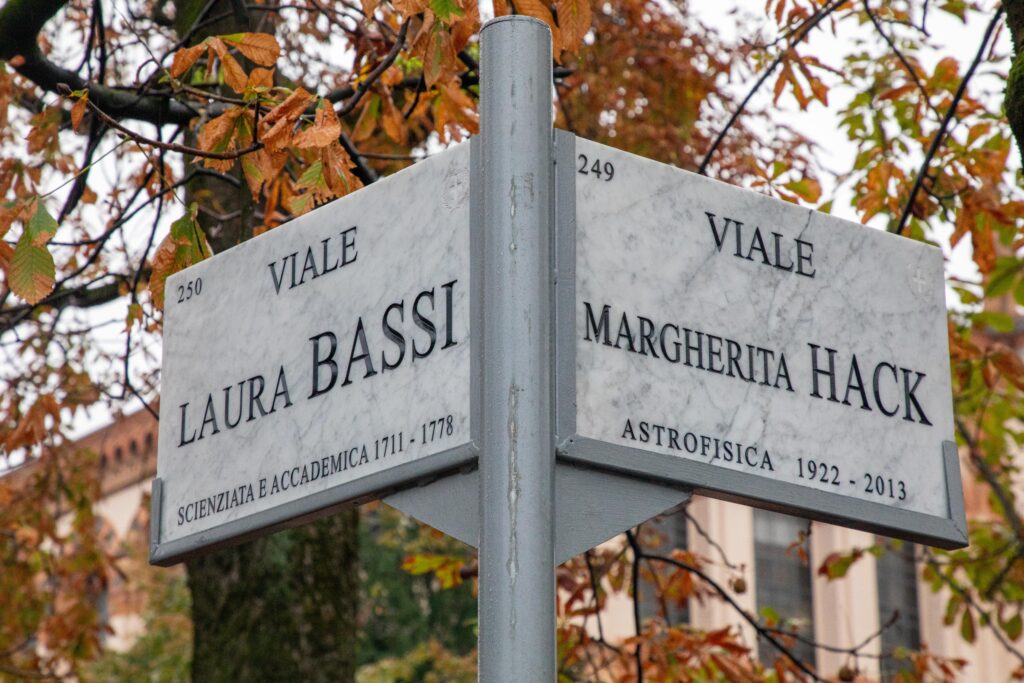 250
VIALE
LAURA BASSI
SCIENZIATA E ACCADEMICA 1711 - 1778
249
VIALE
MARGHERITA HACK
ASTROFISICA 1922 - 2013